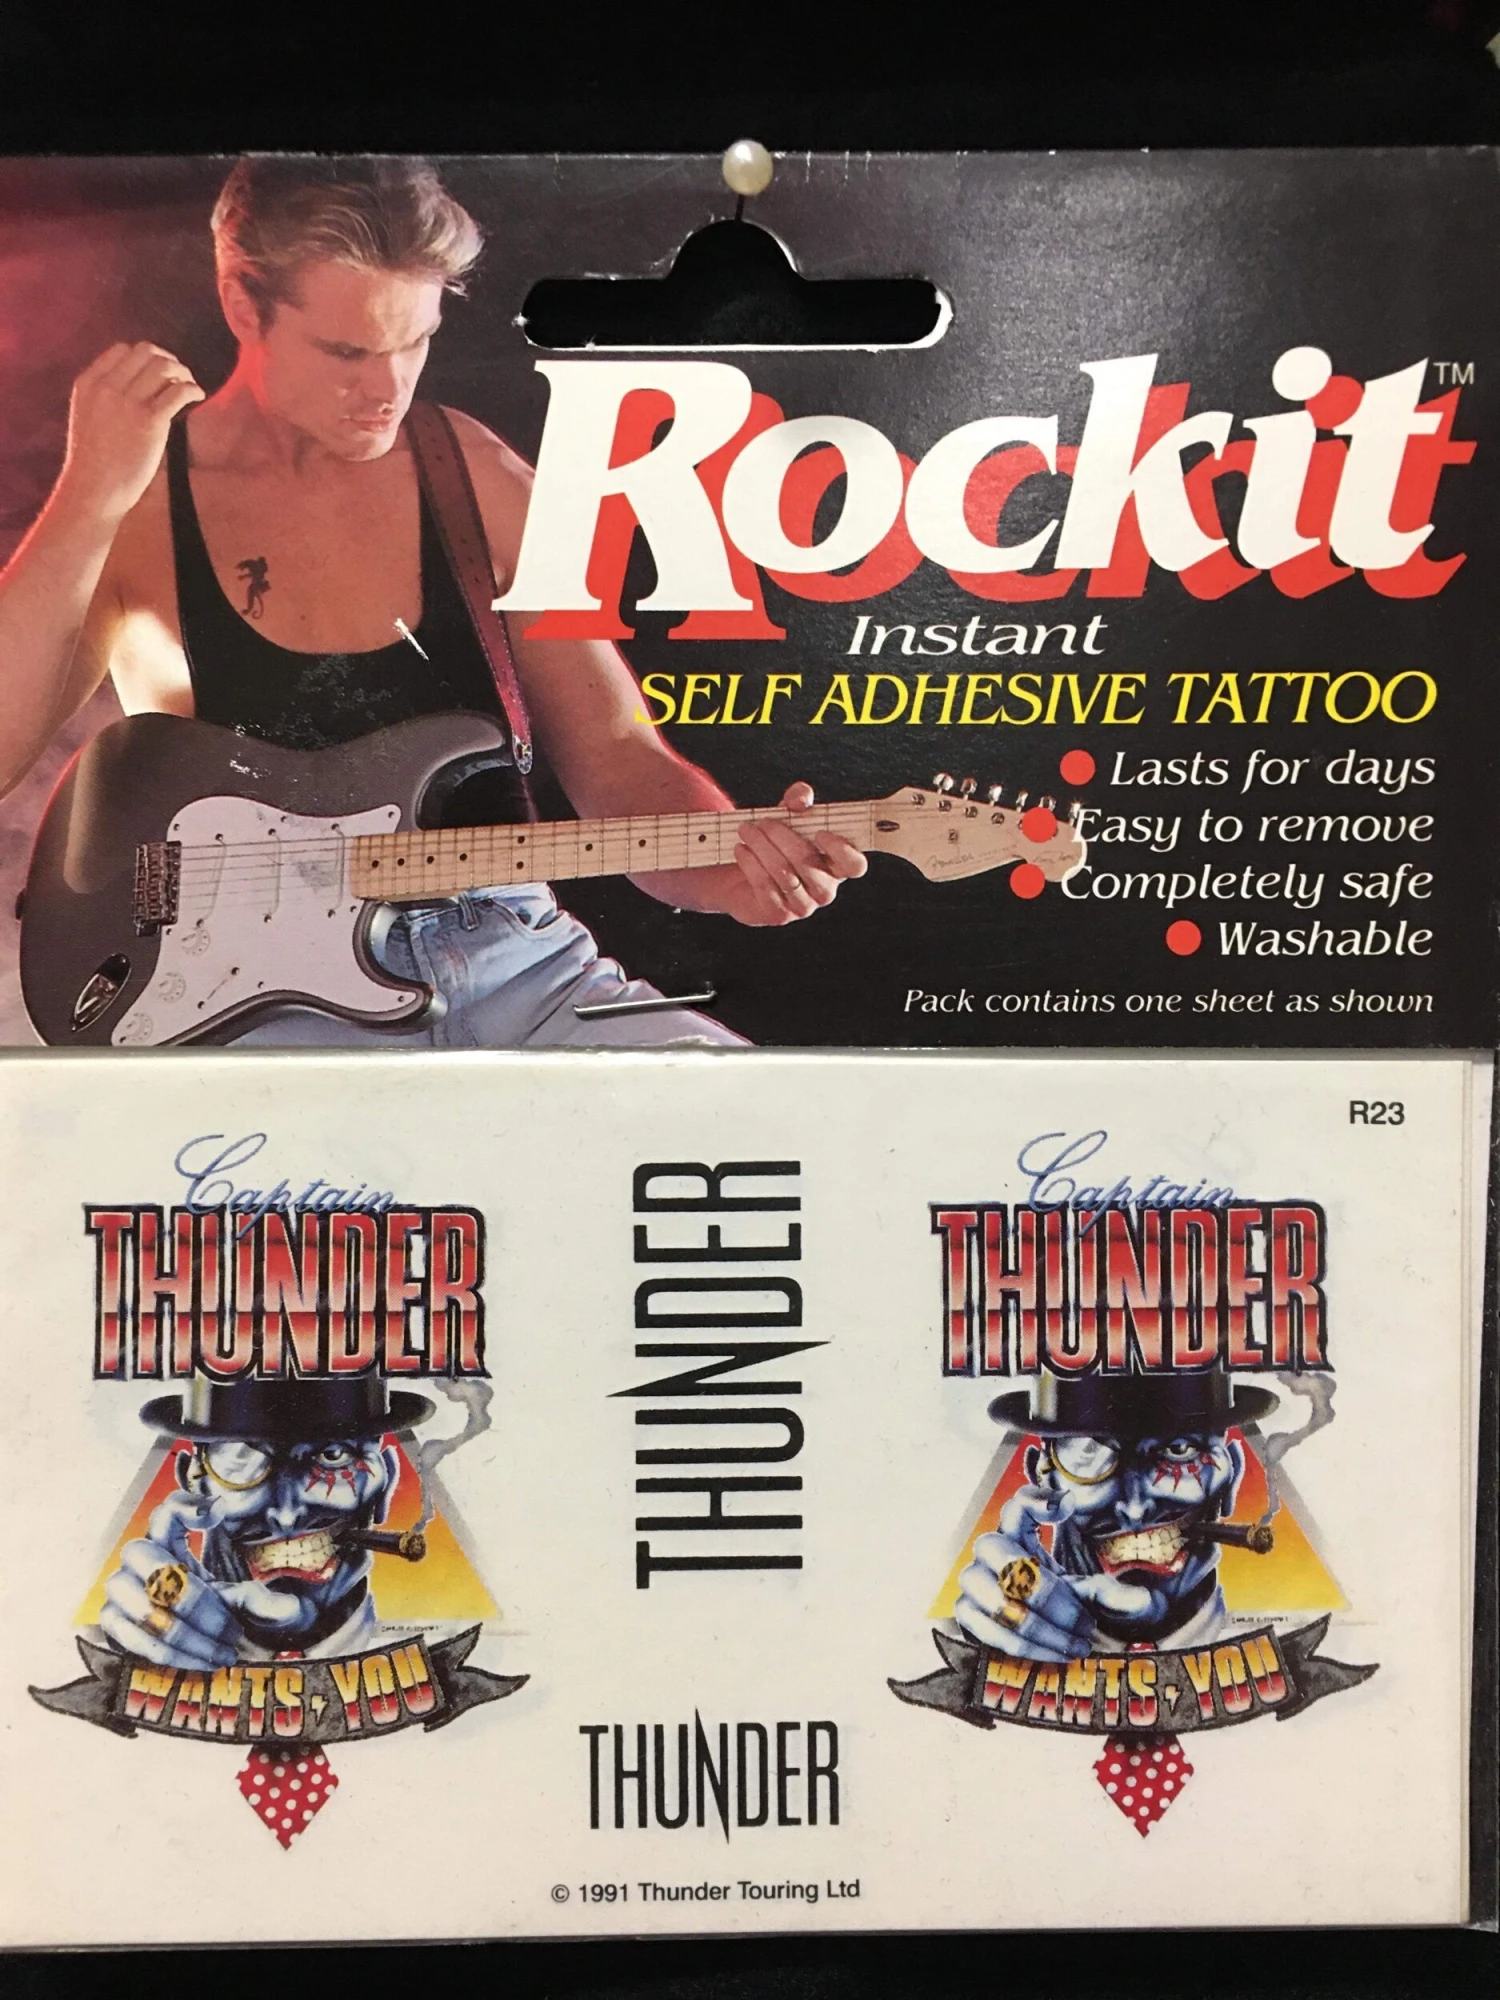 Rockit™
Instant
SELF ADHESIVE TATTOO
Lasts for days
Easy to remove
Completely safe
Washable
Pack contains one sheet as shown
R23
Captain
THUNDER
WANTS YOU
THUNDER
THUNDER
Captain
THUNDER
WANTS YOU
© 1991 Thunder Touring Ltd